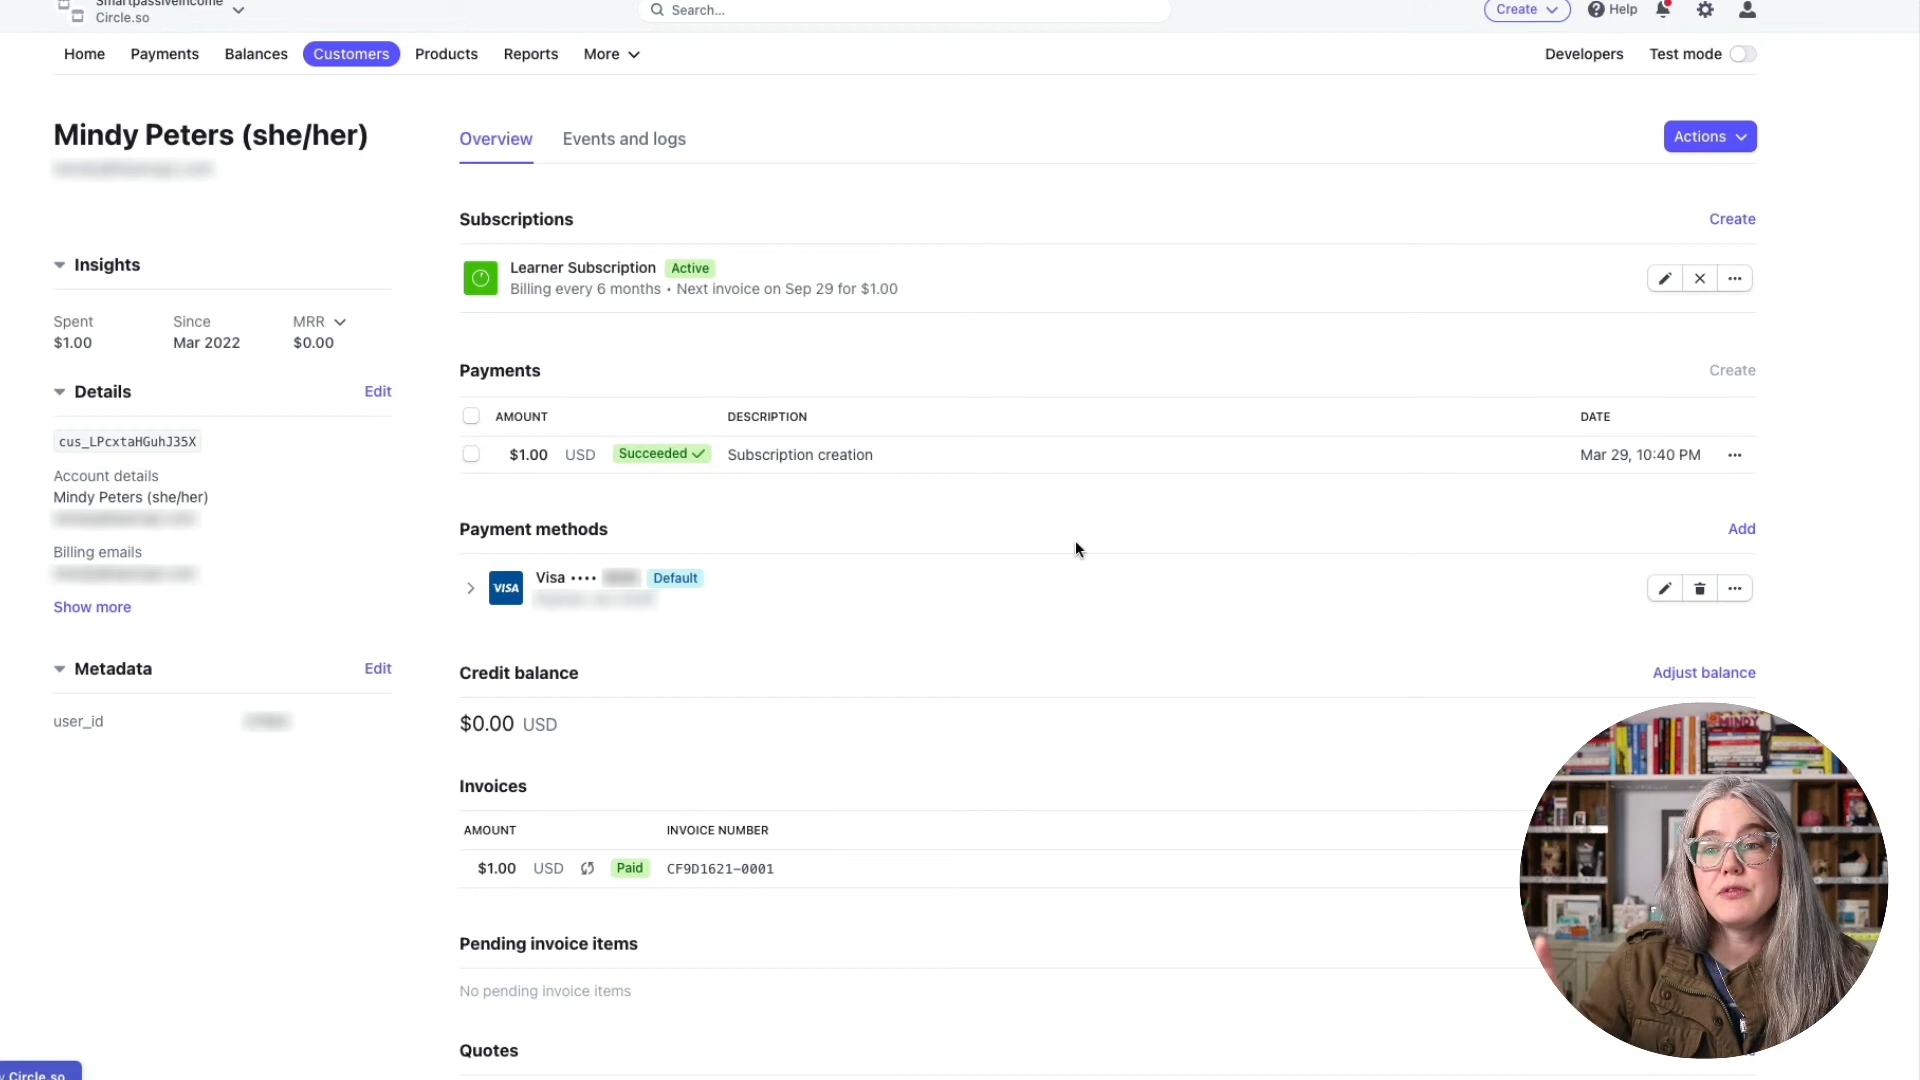 Smartpassiveincome
Circle.so
Search...
Create
Help
Home
Payments
Balances
Customers
Products
Reports
More
Developers
Test mode
Mindy Peters (she/her)
Overview
Events and logs
Actions
Insights
Spent
Since
MRR
$1.00
Mar 2022
$0.00
Details
Edit
cus_LPcxtaHGuhJ35X
Account details
Mindy Peters (she/her)
Billing emails
Show more
Metadata
Edit
user_id
Subscriptions
Create
Learner Subscription Active
Billing every 6 months • Next invoice on Sep 29 for $1.00
Payments
Create
AMOUNT
DESCRIPTION
DATE
$1.00 USD Succeeded Subscription creation Mar 29, 10:40 PM
Payment methods
Add
VISA
Visa •••• Default
Credit balance
Adjust balance
$0.00 USD
Invoices
AMOUNT
INVOICE NUMBER
$1.00 USD Paid CF9D1621-0001
Pending invoice items
No pending invoice items
Quotes
Circle.so
MINDY